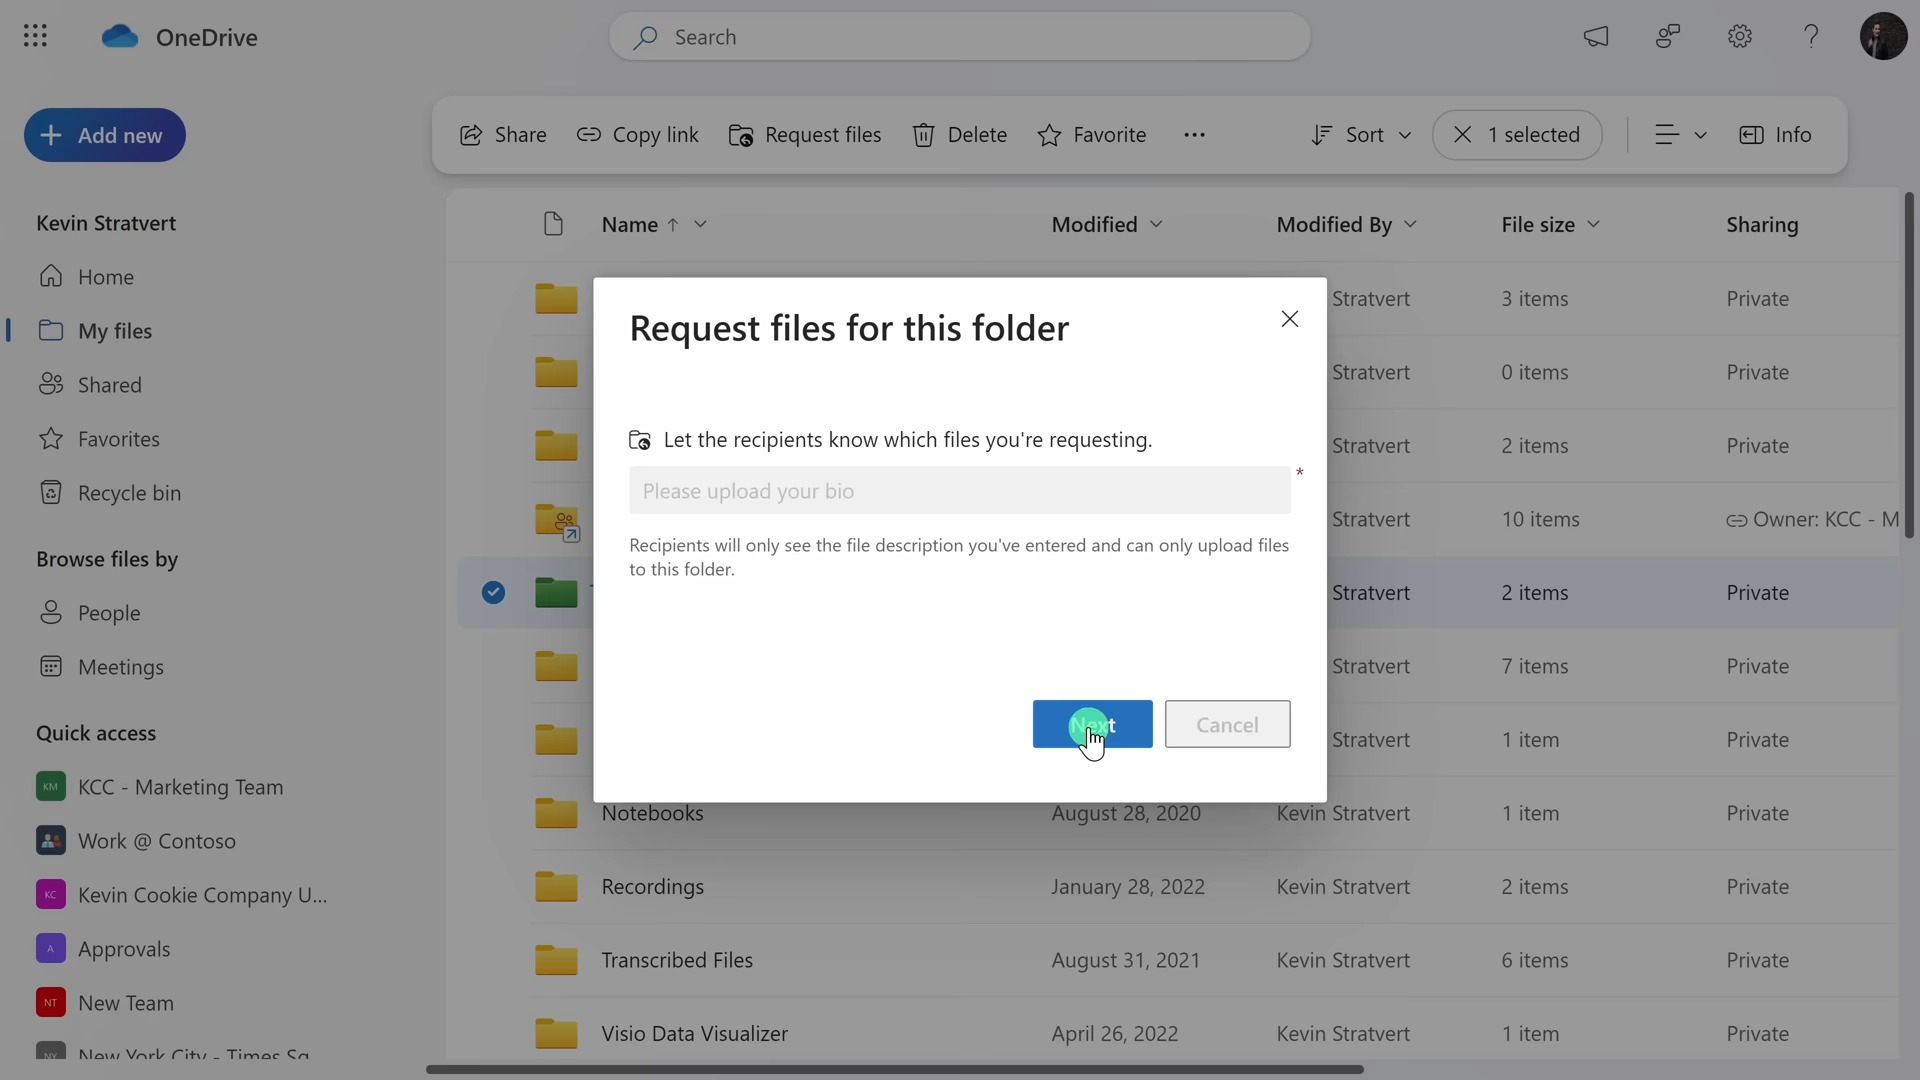 OneDrive
Search
Add new
Share
Copy link
Request files
Delete
Favorite
Sort
1 selected
Info
Kevin Stratvert
Home
My files
Shared
Favorites
Recycle bin
Browse files by
People
Meetings
Quick access
KM KCC - Marketing Team
Work @ Contoso
KC Kevin Cookie Company U...
A Approvals
NT New Team
NY New York City - Times Sq
Name Modified Modified By File size Sharing
Stratvert 3 items Private
Stratvert 0 items Private
Stratvert 2 items Private
Stratvert 10 items Owner: KCC - M
Stratvert 2 items Private
Stratvert 7 items Private
Stratvert 1 item Private
Notebooks August 28, 2020 Kevin Stratvert 1 item Private
Recordings January 28, 2022 Kevin Stratvert 2 items Private
Transcribed Files August 31, 2021 Kevin Stratvert 6 items Private
Visio Data Visualizer April 26, 2022 Kevin Stratvert 1 item Private
Request files for this folder
Let the recipients know which files you're requesting.
Please upload your bio *
Recipients will only see the file description you've entered and can only upload files
to this folder.
Next
Cancel